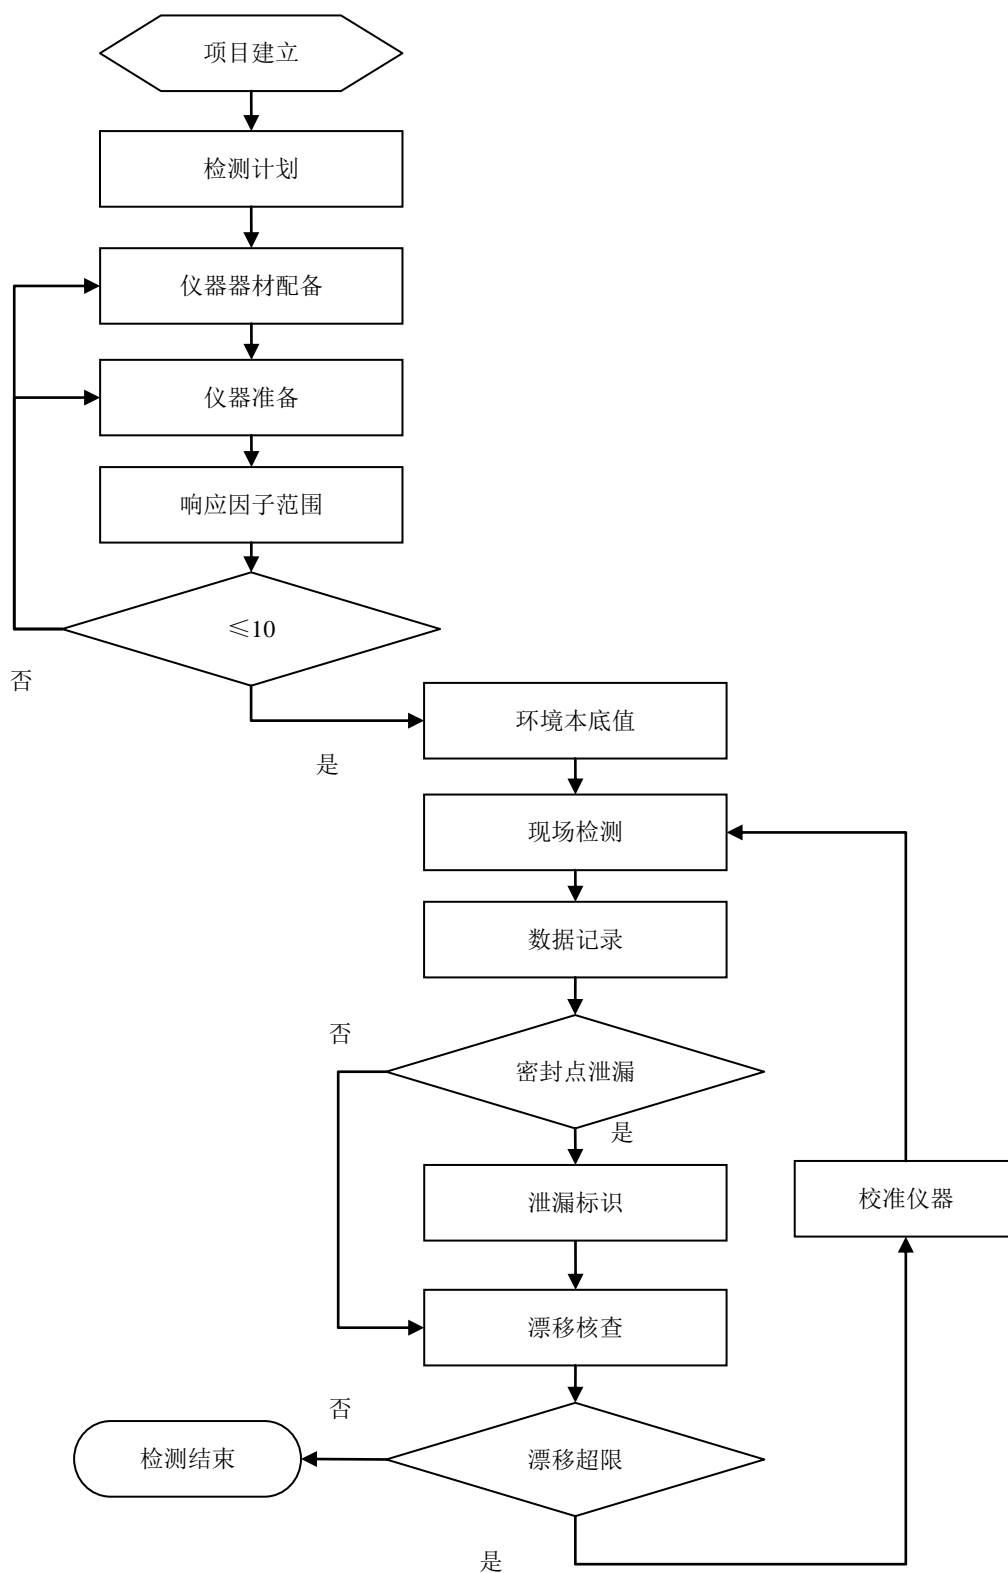 项目建立
检测计划
仪器器材配备
仪器准备
响应因子范围
≤10
否
环境本底值
是
现场检测
数据记录
否
密封点泄漏
是
泄漏标识
校准仪器
漂移核查
否
检测结束
漂移超限
是